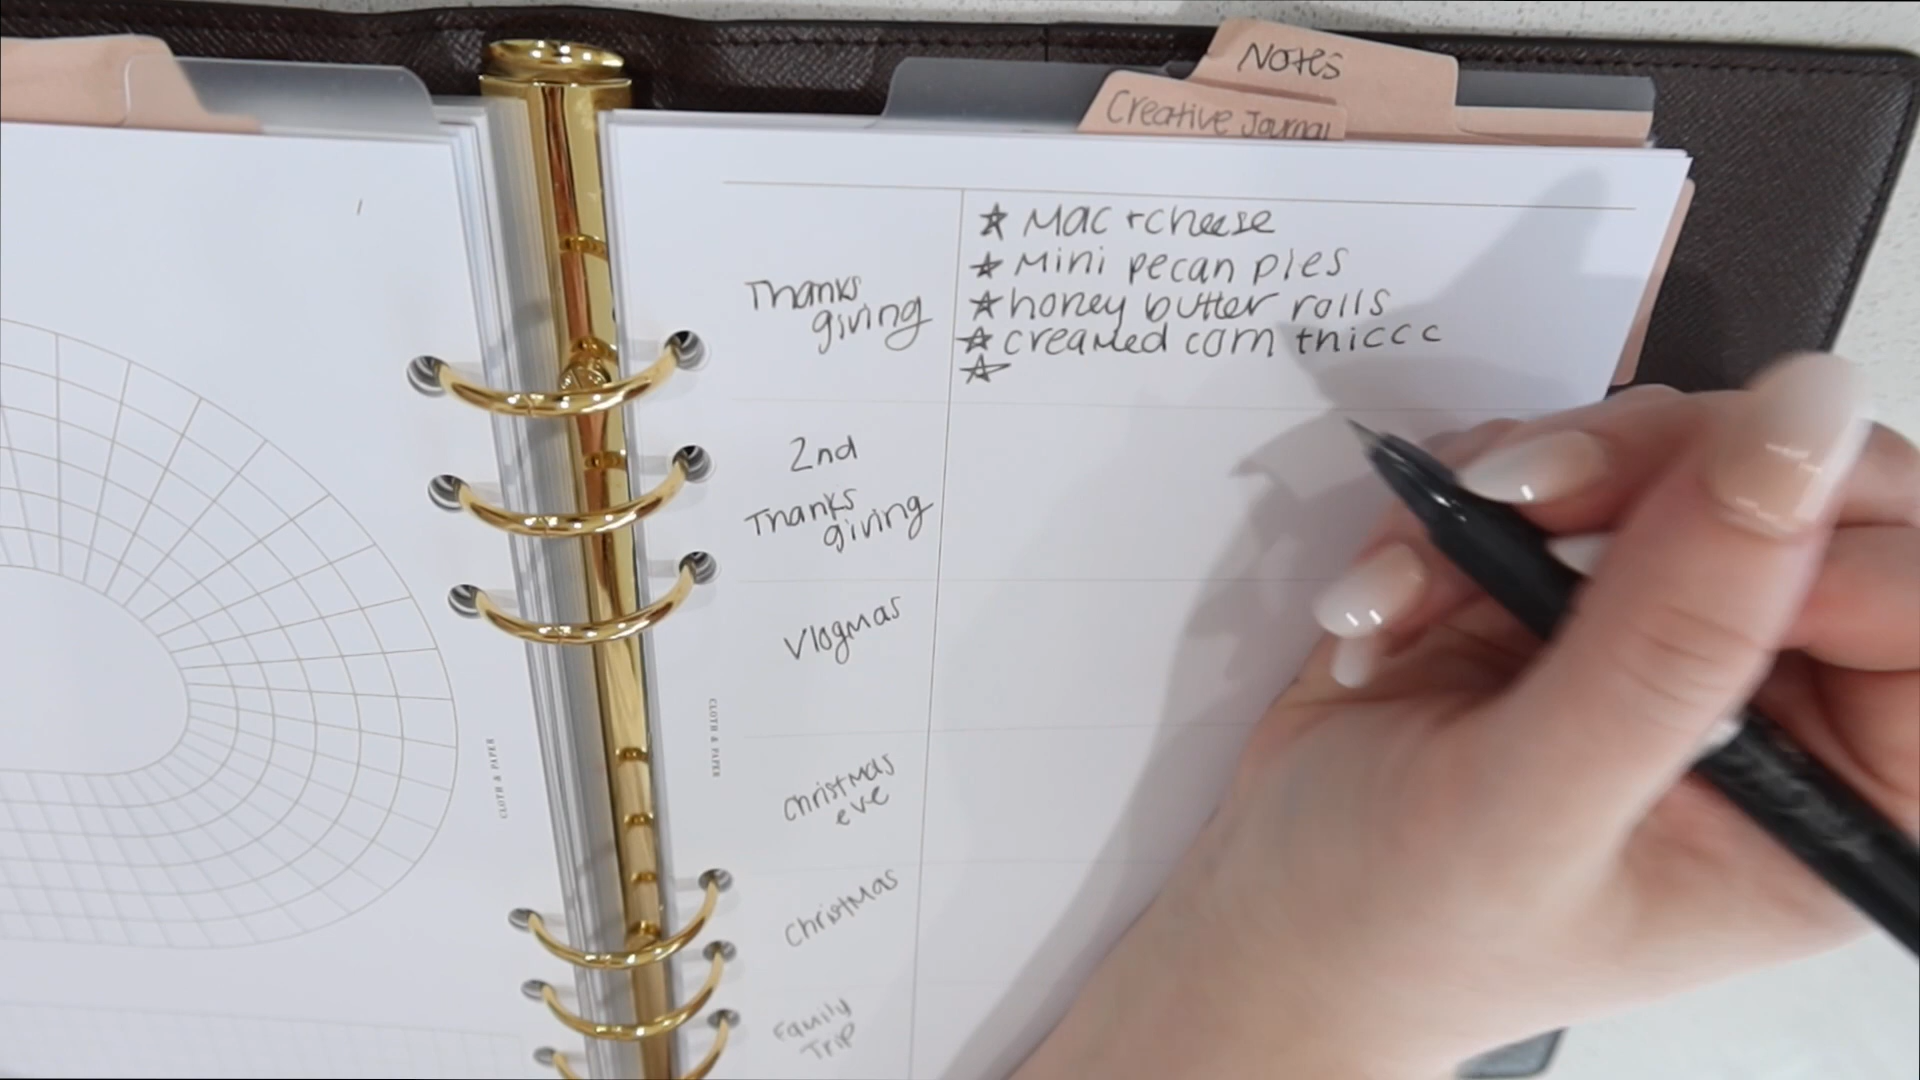 Notes
Creative Journal
Thanks
giving
☆ Mac + cheese
☆ Mini pecan pies
☆ honey butter rolls
☆ creamed corn thiccc
☆
2nd
Thanks
giving
Vlogmas
Christmas
eve
Christmas
Family
Trip
CLOTH & PAPER
CLOTH & PAPER